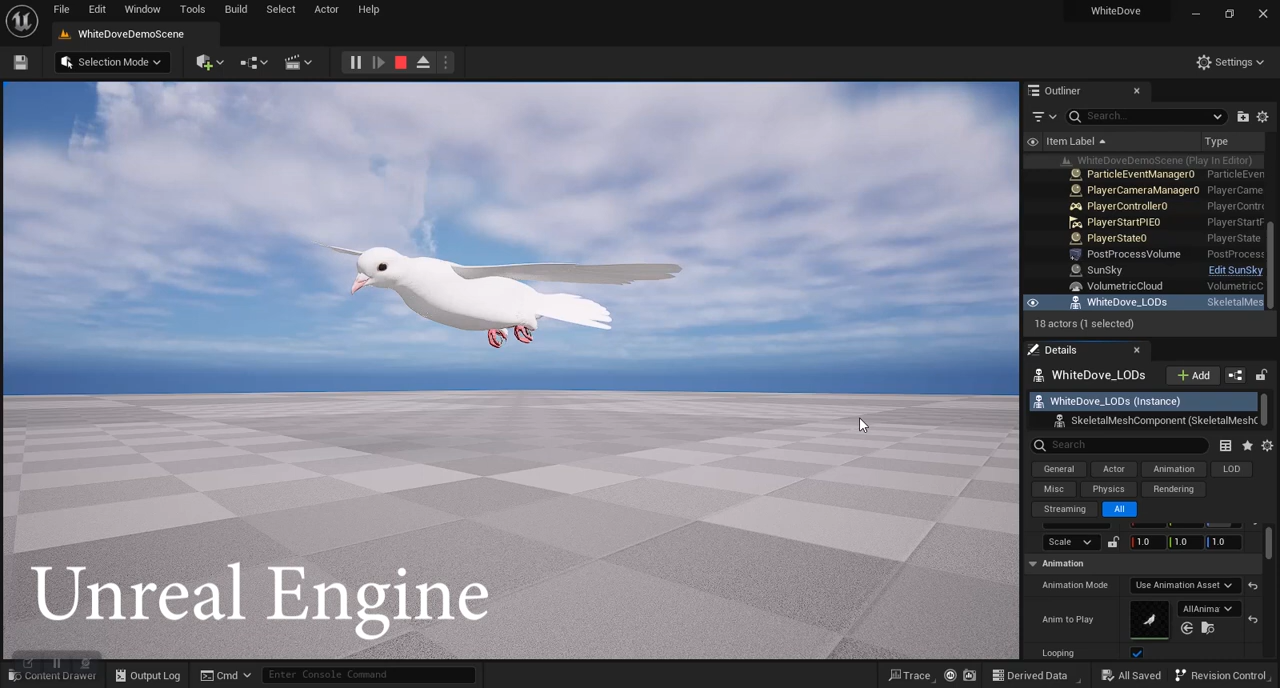 File Edit Window Tools Build Select Actor Help
WhiteDove
WhiteDoveDemoScene
Selection Mode
Settings
Outliner
Search...
Item Label Type
WhiteDoveDemoScene (Play In Editor)
ParticleEventManager0 ParticleEven
PlayerCameraManager0 PlayerCame
PlayerController0 PlayerContro
PlayerStartPIE0 PlayerStartP
PlayerState0 PlayerState
PostProcessVolume PostProcess
SunSky Edit SunSky
VolumetricCloud VolumetricC
WhiteDove_LODs SkeletalMes
18 actors (1 selected)
Details
WhiteDove_LODs
Add
WhiteDove_LODs (Instance)
SkeletalMeshComponent (SkeletalMeshC
Search
General Actor Animation LOD
Misc Physics Rendering
Streaming All
Scale 1.0 1.0 1.0
Animation
Animation Mode Use Animation Asset
Anim to Play AllAnima
Looping
Unreal Engine
Content Drawer Output Log Cmd Enter Console Command Trace Derived Data All Saved Revision Control